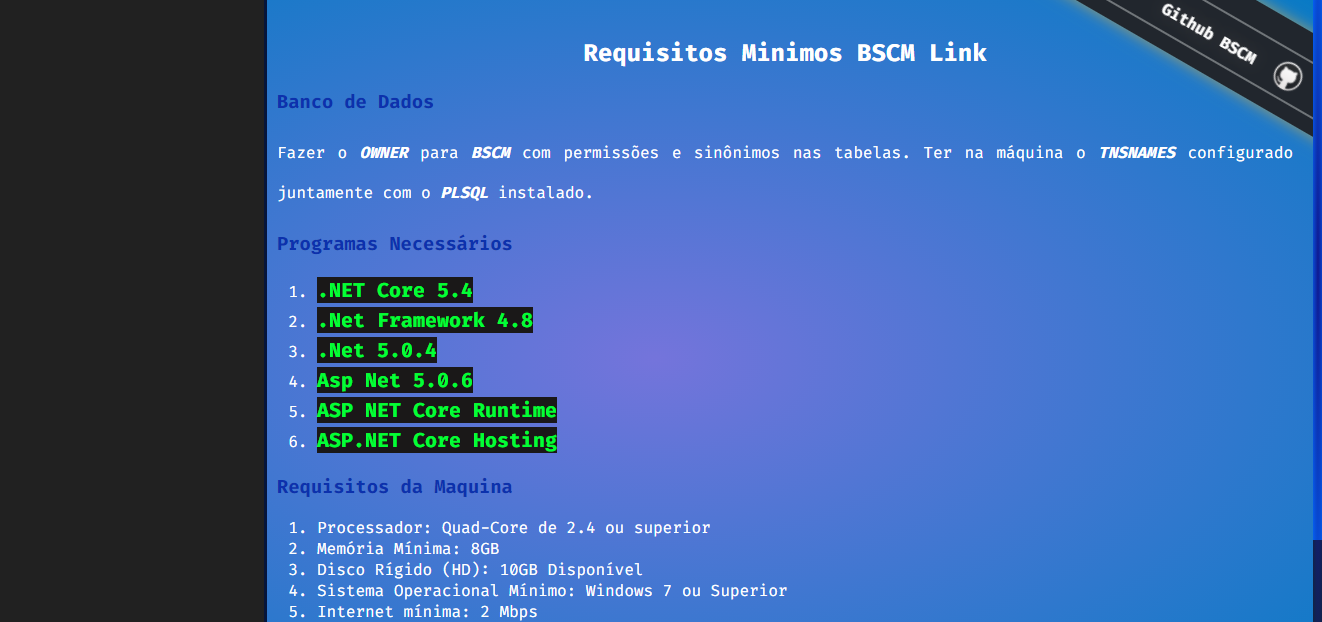 Github BSCM
Requisitos Minimos BSCM Link
Banco de Dados
Fazer o OWNER para BSCM com permissões e sinônimos nas tabelas. Ter na máquina o TNSNAMES configurado
juntamente com o PLSQL instalado.
Programas Necessários
1. .NET Core 5.4
2. .Net Framework 4.8
3. .Net 5.0.4
4. Asp Net 5.0.6
5. ASP NET Core Runtime
6. ASP.NET Core Hosting
Requisitos da Maquina
1. Processador: Quad-Core de 2.4 ou superior
2. Memória Mínima: 8GB
3. Disco Rígido (HD): 10GB Disponível
4. Sistema Operacional Mínimo: Windows 7 ou Superior
5. Internet mínima: 2 Mbps